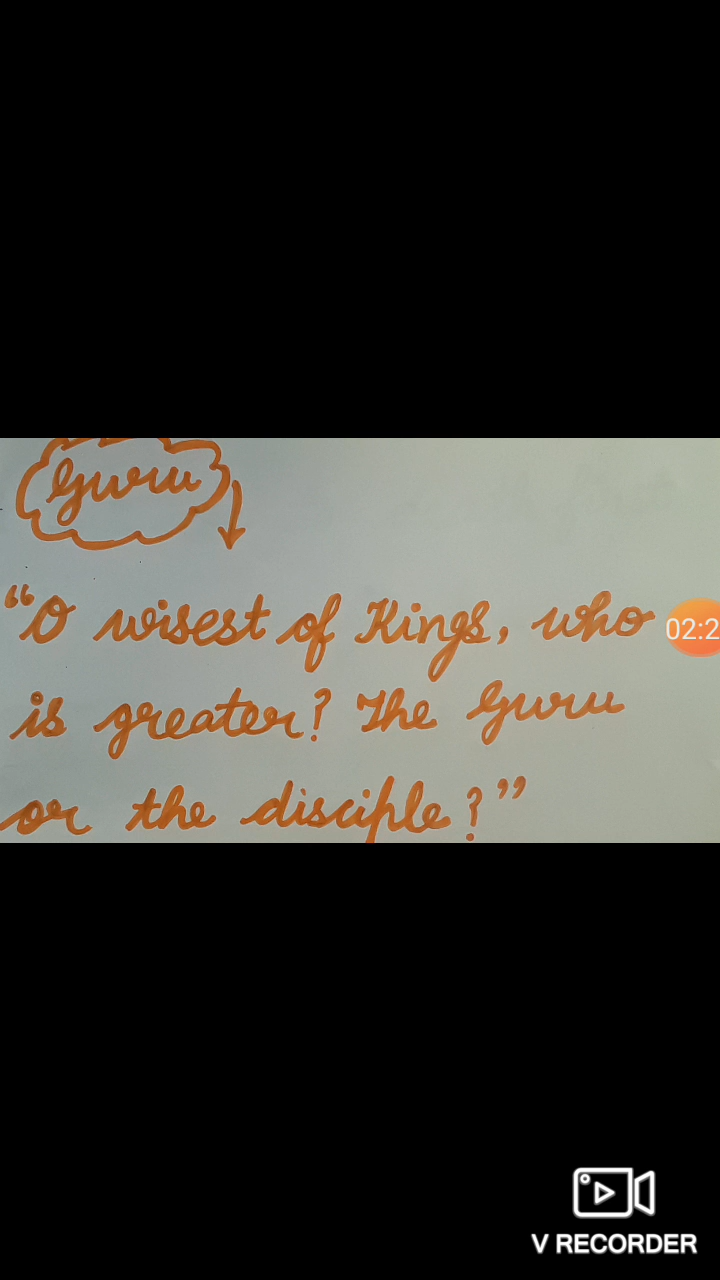 Guru
“O wisest of Kings, who
02:2
is greater? The Guru
or the disciple?”
V RECORDER